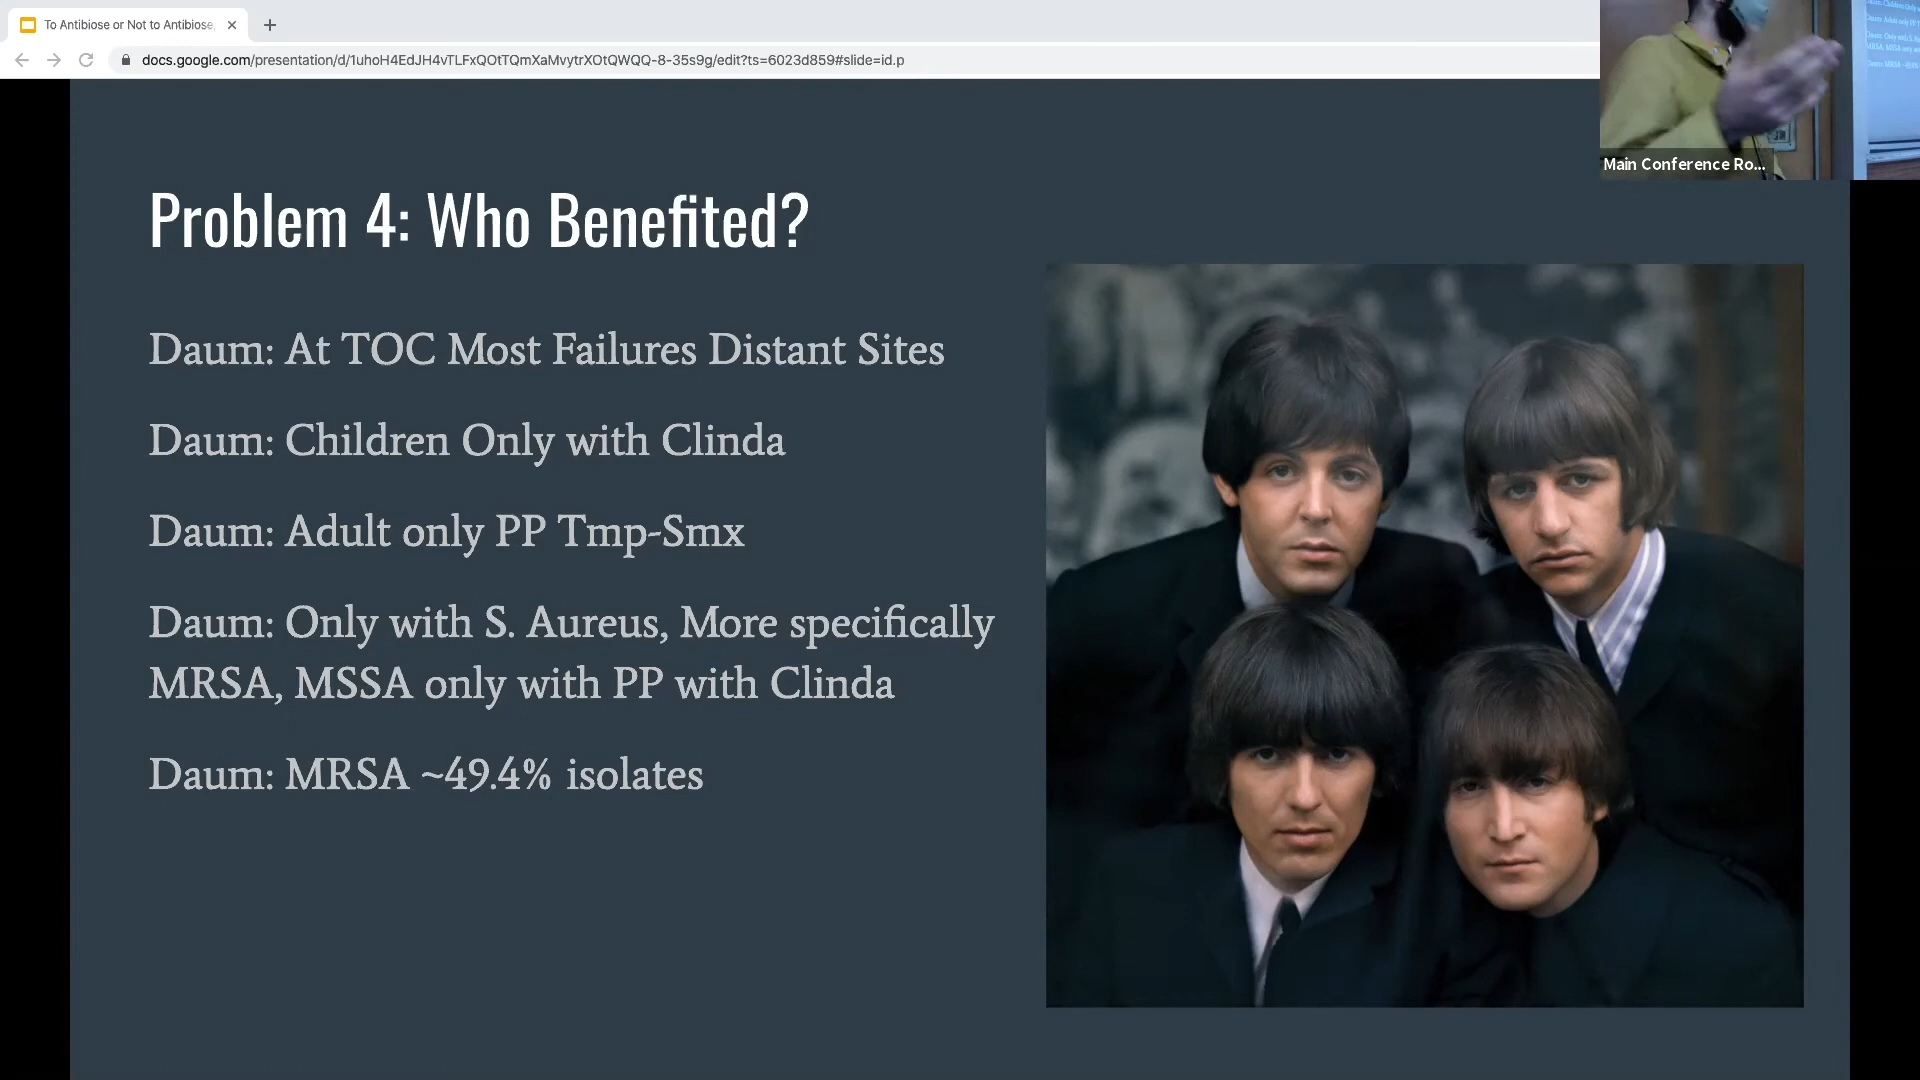 To Antibiose or Not to Antibiose,
docs.google.com/presentation/d/1uhoH4EdJH4vTLFxQOtTQmXaMvytrXOtQWQQ-8-35s9g/edit?ts=6023d859#slide=id.p
Main Conference Ro...
Problem 4: Who Benefited?
Daum: At TOC Most Failures Distant Sites
Daum: Children Only with Clinda
Daum: Adult only PP Tmp-Smx
Daum: Only with S. Aureus, More specifically
MRSA, MSSA only with PP with Clinda
Daum: MRSA ~49.4% isolates